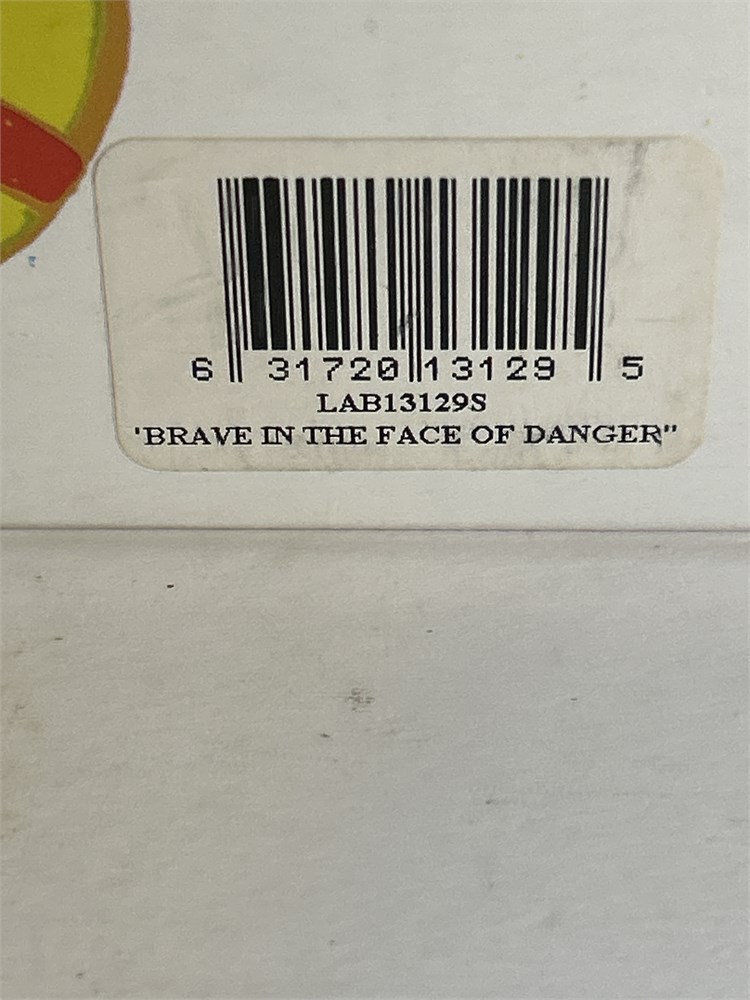 6 31720 13129 5
LAB13129S
'BRAVE IN THE FACE OF DANGER"